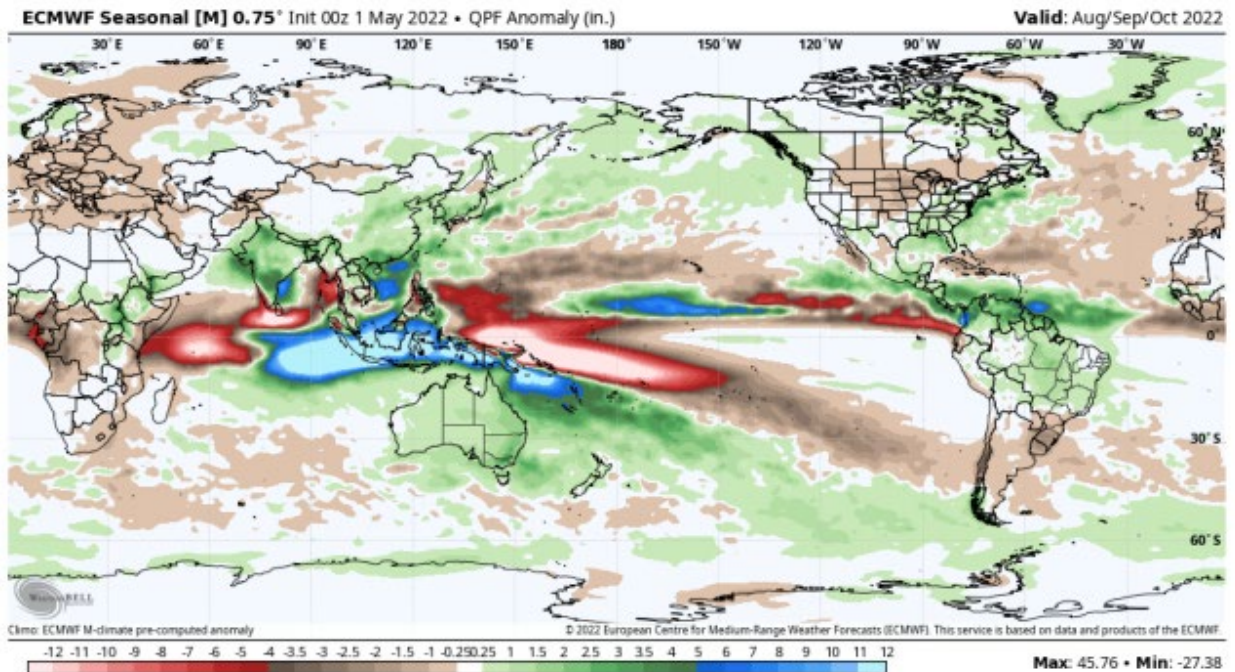 ECMWF Seasonal [M] 0.75° Init 00z 1 May 2022 • QPF Anomaly (in.) Valid: Aug/Sep/Oct 2022
30°E 60°E 90°E 120°E 150°E 180° 150°W 120°W 90°W 60°W 30°W
60°N
30°N
0°
30°S
60°S
WeatherBELL
Climo: ECMWF M-climate pre-computed anomaly © 2022 European Centre for Medium-Range Weather Forecasts (ECMWF). This service is based on data and products of the ECMWF.
-12 -11 -10 -9 -8 -7 -6 -5 -4 -3.5 -3 -2.5 -2 -1.5 -1 -0.25 0.25 1 1.5 2 2.5 3 3.5 4 5 6 7 8 9 10 11 12
Max: 45.76 • Min: -27.38